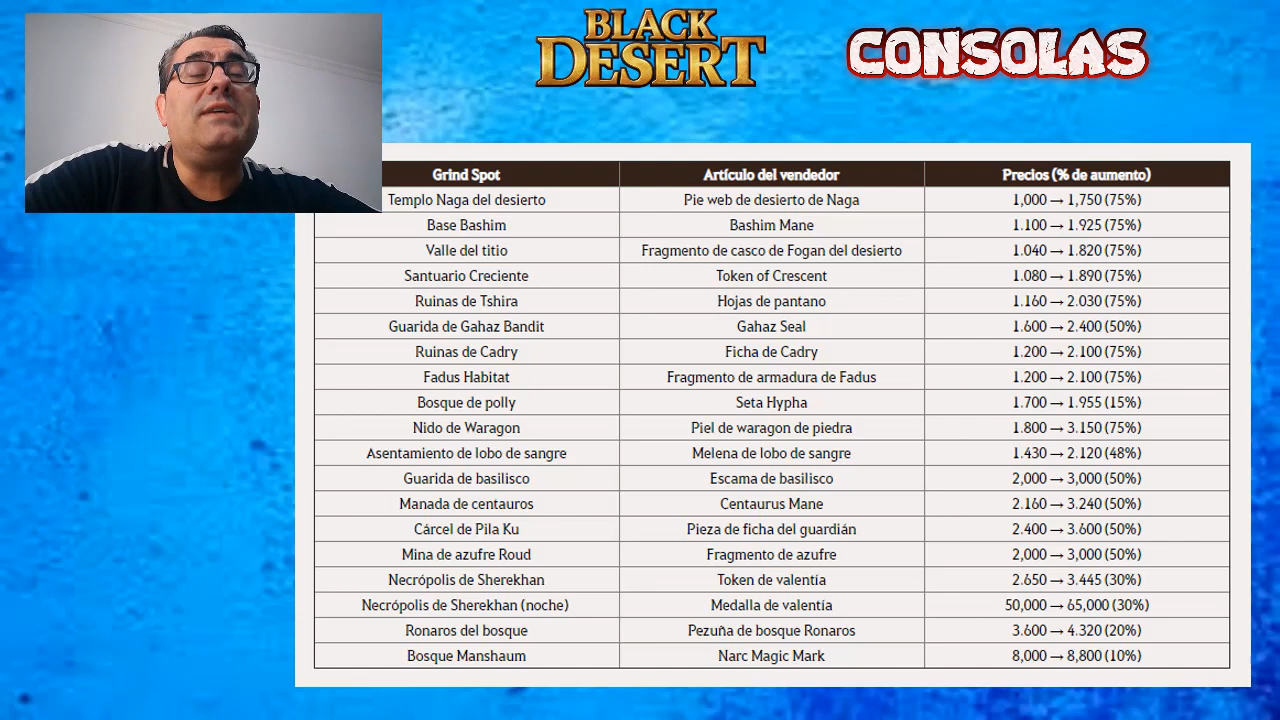 BLACK DESERT
CONSOLAS
Grind Spot Artículo del vendedor Precios (% de aumento)
Templo Naga del desierto Pie web de desierto de Naga 1,000 → 1,750 (75%)
Base Bashim Bashim Mane 1.100 → 1.925 (75%)
Valle del titio Fragmento de casco de Fogan del desierto 1.040 → 1.820 (75%)
Santuario Creciente Token of Crescent 1.080 → 1.890 (75%)
Ruinas de Tshira Hojas de pantano 1.160 → 2.030 (75%)
Guarida de Gahaz Bandit Gahaz Seal 1.600 → 2.400 (50%)
Ruinas de Cadry Ficha de Cadry 1.200 → 2.100 (75%)
Fadus Habitat Fragmento de armadura de Fadus 1.200 → 2.100 (75%)
Bosque de polly Seta Hypha 1.700 → 1.955 (15%)
Nido de Waragon Piel de waragon de piedra 1.800 → 3.150 (75%)
Asentamiento de lobo de sangre Melena de lobo de sangre 1.430 → 2.120 (48%)
Guarida de basilisco Escama de basilisco 2,000 → 3,000 (50%)
Manada de centauros Centaurus Mane 2.160 → 3.240 (50%)
Cárcel de Pila Ku Pieza de ficha del guardián 2.400 → 3.600 (50%)
Mina de azufre Roud Fragmento de azufre 2,000 → 3,000 (50%)
Necrópolis de Sherekhan Token de valentía 2.650 → 3.445 (30%)
Necrópolis de Sherekhan (noche) Medalla de valentía 50,000 → 65,000 (30%)
Ronaros del bosque Pezuña de bosque Ronaros 3.600 → 4.320 (20%)
Bosque Manshaum Narc Magic Mark 8,000 → 8,800 (10%)